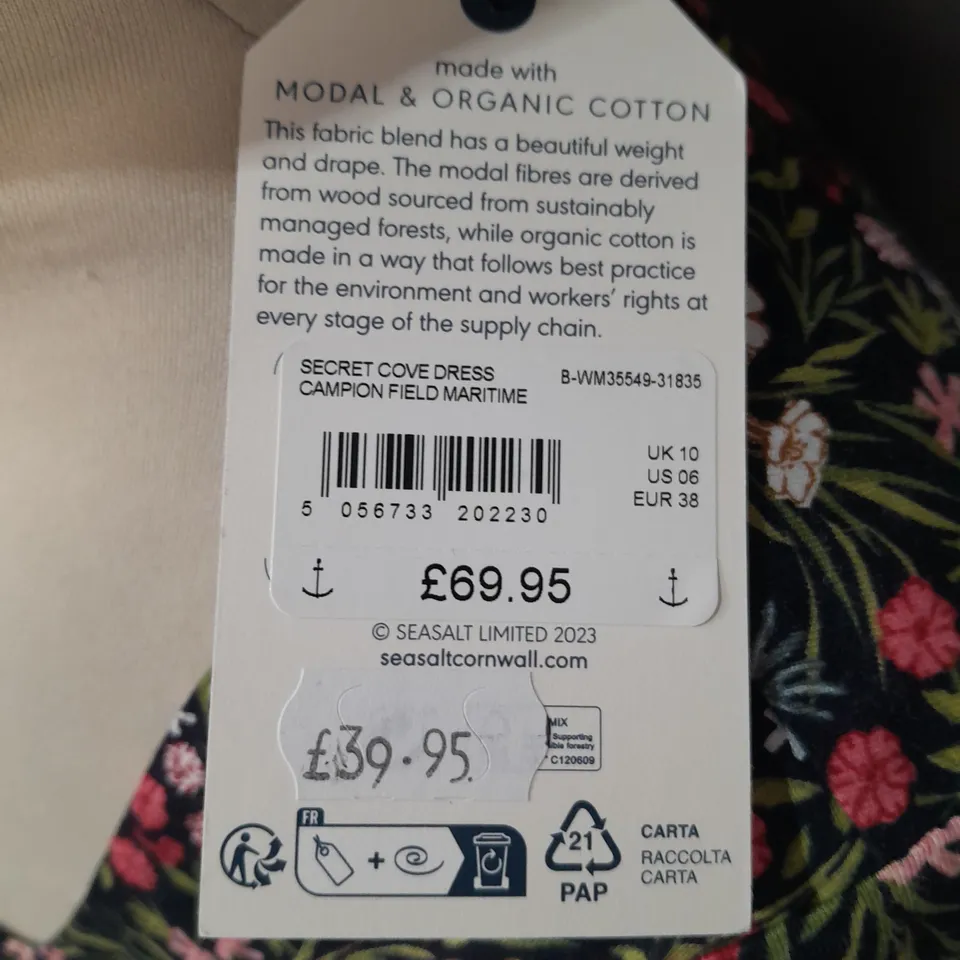 made with
MODAL & ORGANIC COTTON
This fabric blend has a beautiful weight
and drape. The modal fibres are derived
from wood sourced from sustainably
managed forests, while organic cotton is
made in a way that follows best practice
for the environment and workers' rights at
every stage of the supply chain.
SECRET COVE DRESS
CAMPION FIELD MARITIME
B-WM35549-31835
UK 10
US 06
EUR 38
5 056733 202230
£69.95
© SEASALT LIMITED 2023
seasaltcornwall.com
£39.95
MIX
Supporting
forestry
C120609
FR
+
21
PAP
CARTA
RACCOLTA
CARTA